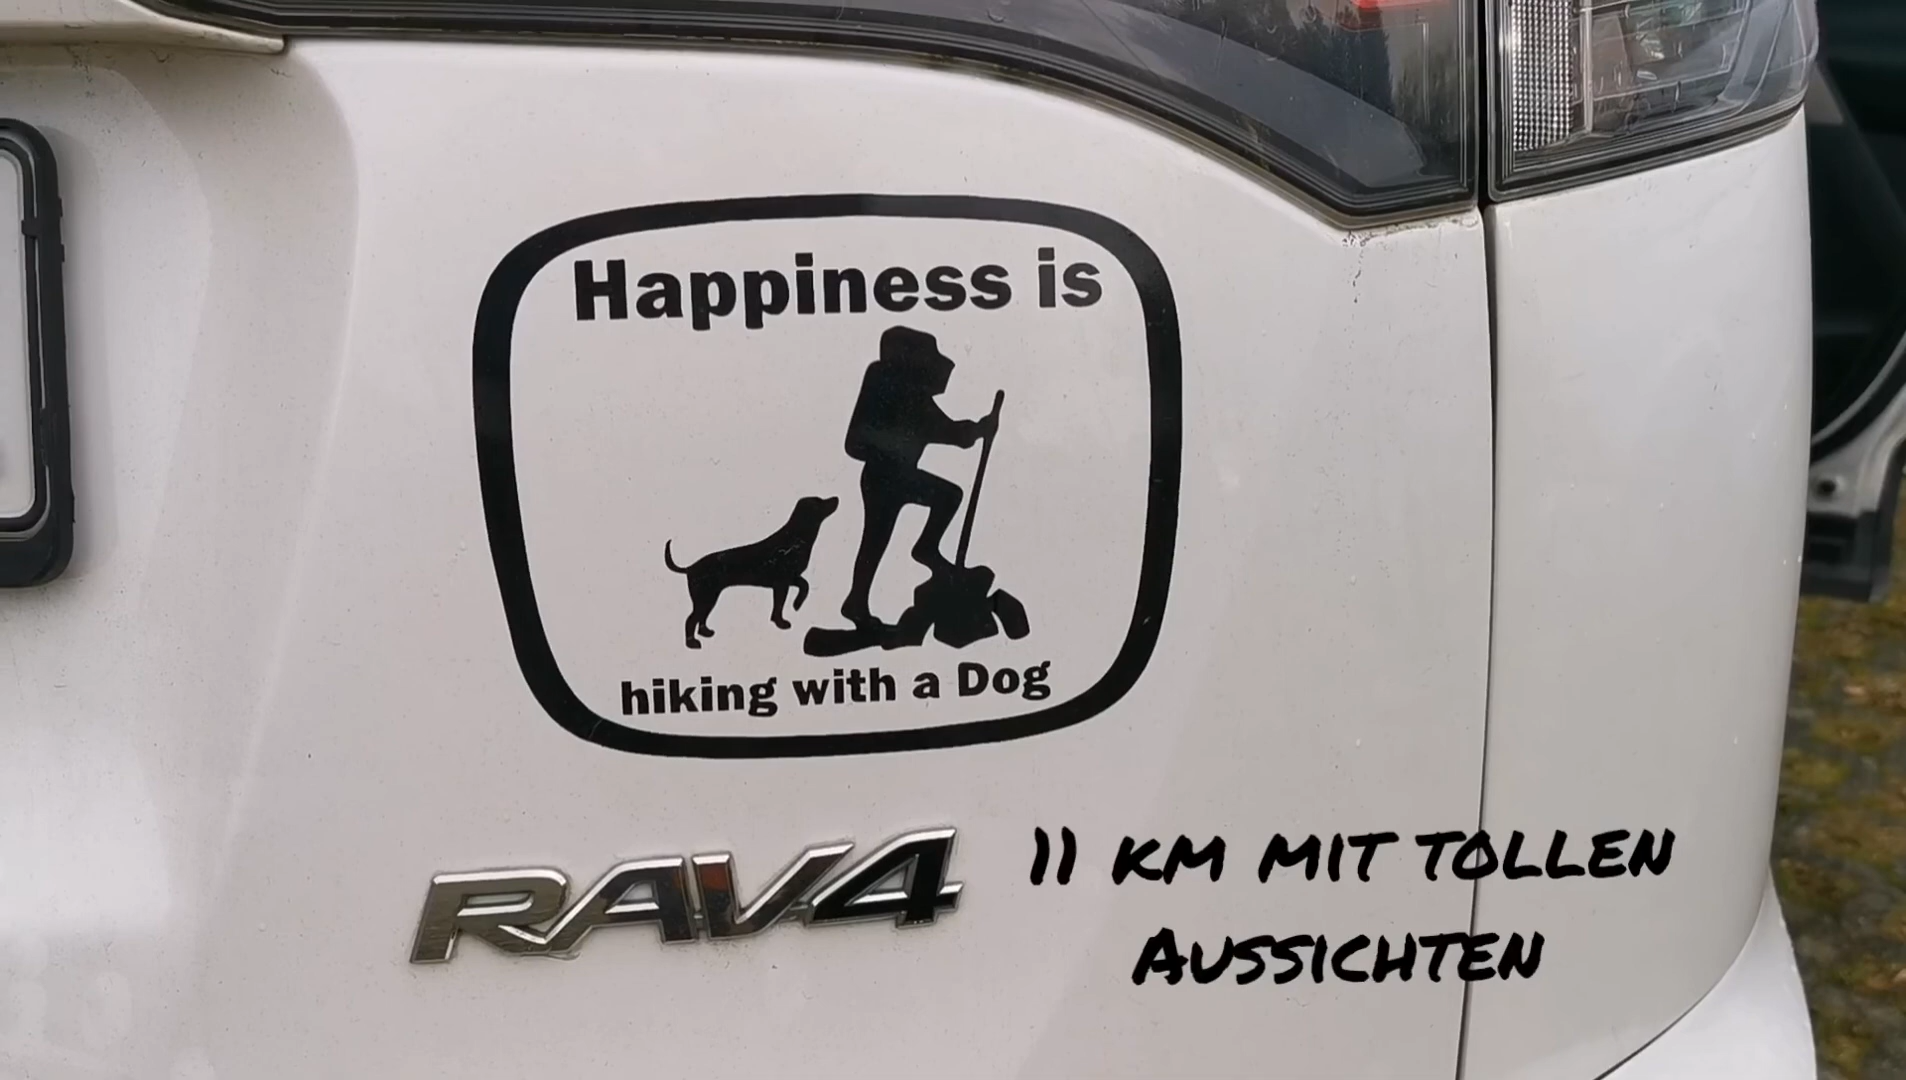 Happiness is
hiking with a Dog
RAV4
11 KM MIT TOLLEN
AUSSICHTEN